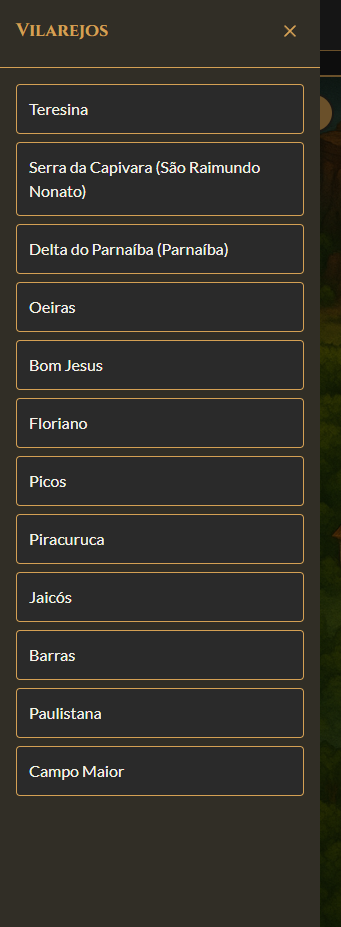 Vilarejos
Teresina
Serra da Capivara (São Raimundo
Nonato)
Delta do Parnaíba (Parnaíba)
Oeiras
Bom Jesus
Floriano
Picos
Piracuruca
Jaicós
Barras
Paulistana
Campo Maior